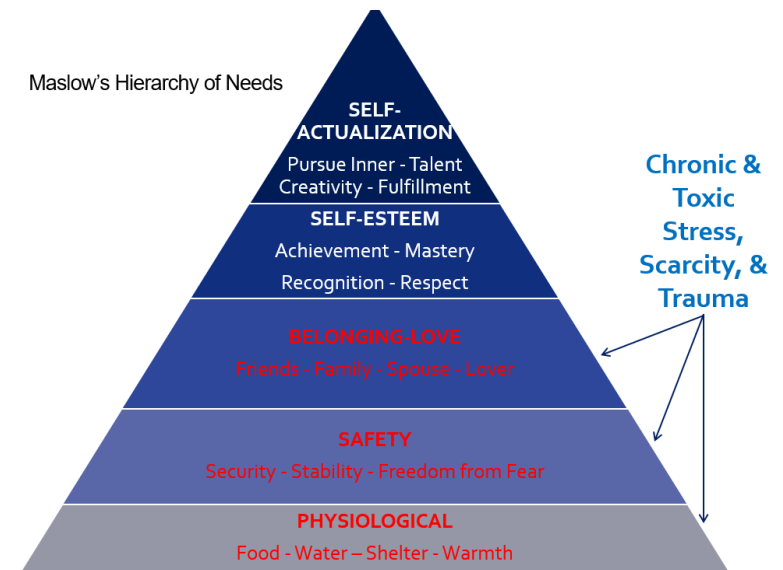 Maslow's Hierarchy of Needs
SELF-
ACTUALIZATION
Pursue Inner - Talent
Creativity - Fulfillment
SELF-ESTEEM
Achievement - Mastery
Recognition - Respect
BELONGING-LOVE
Friends - Family - Spouse - Lover
SAFETY
Security - Stability - Freedom from Fear
PHYSIOLOGICAL
Food - Water – Shelter - Warmth
Chronic &
Toxic
Stress,
Scarcity, &
Trauma